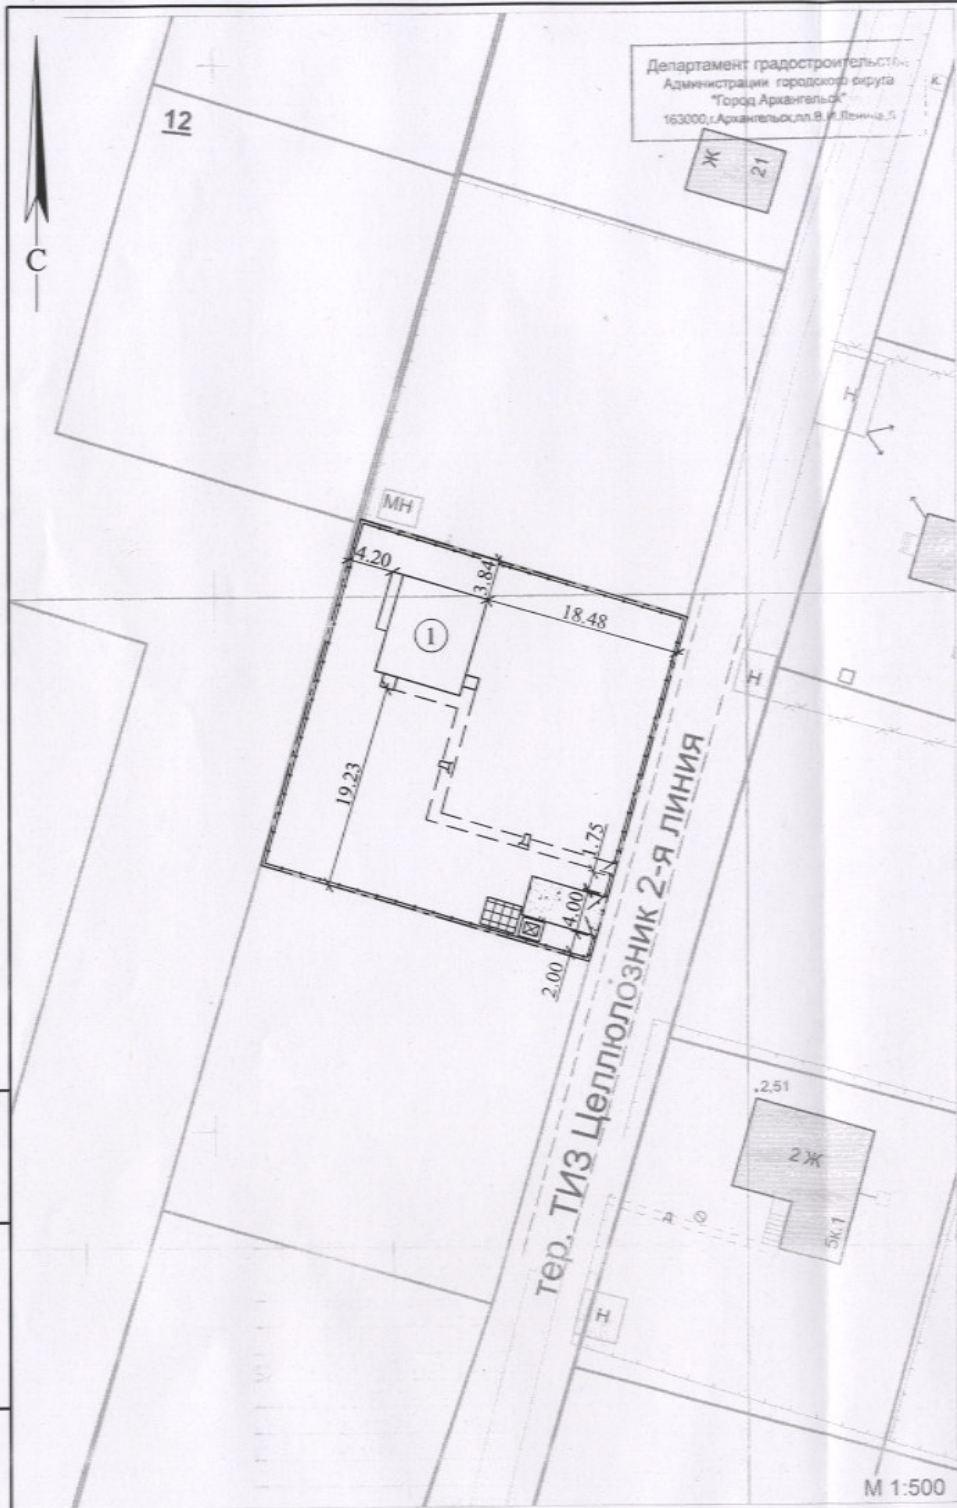 Департамент градостроительства
Администрации городского округа
"Город Архангельск"
163000,г.Архангельск,пл.В.И.Ленина,5
к
12
Ж
21
С
Н
МН
4.20
3.84
18.48
1
Н
19.23
Д
Д
1.75
4.00
2.00
тер. ТИЗ Целлюлозник 2-я линия
2,51
2 Ж
д
5к.1
Н
М 1:500